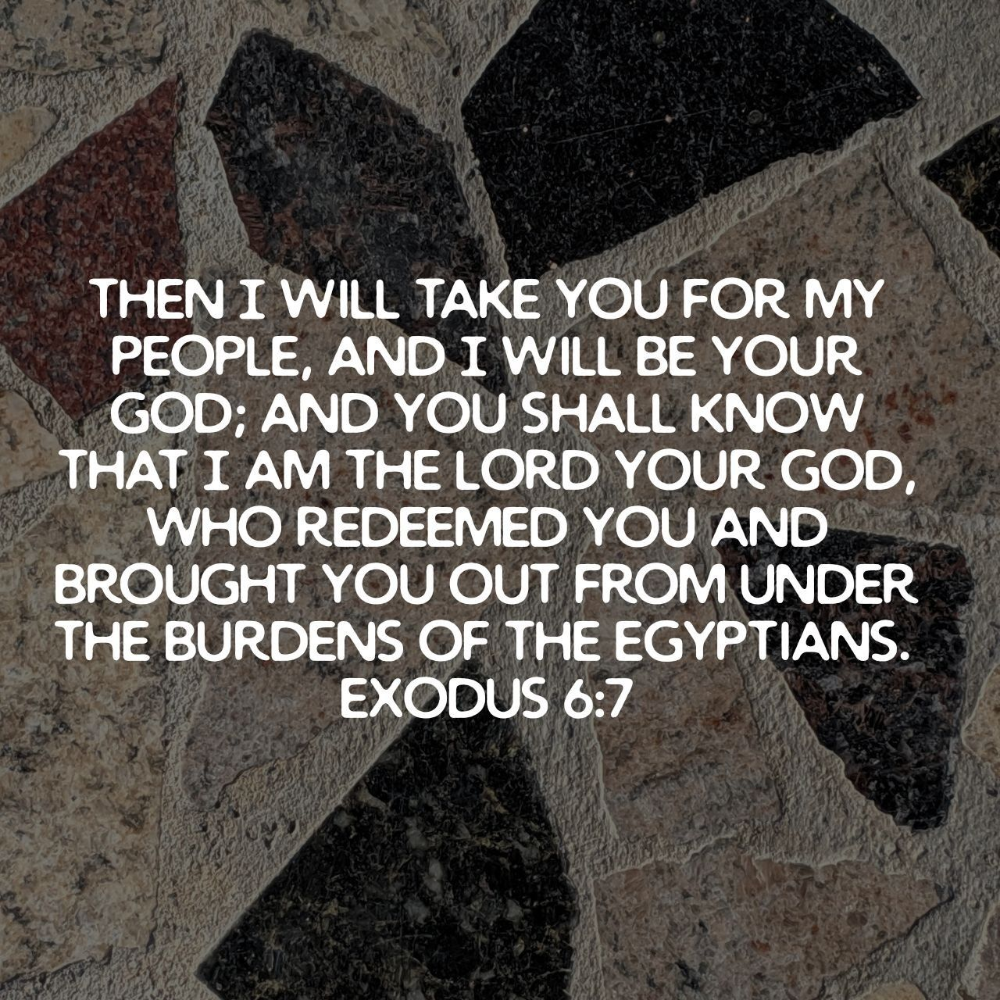 THEN I WILL TAKE YOU FOR MY
PEOPLE, AND I WILL BE YOUR
GOD; AND YOU SHALL KNOW
THAT I AM THE LORD YOUR GOD,
WHO REDEEMED YOU AND
BROUGHT YOU OUT FROM UNDER
THE BURDENS OF THE EGYPTIANS.
EXODUS 6:7